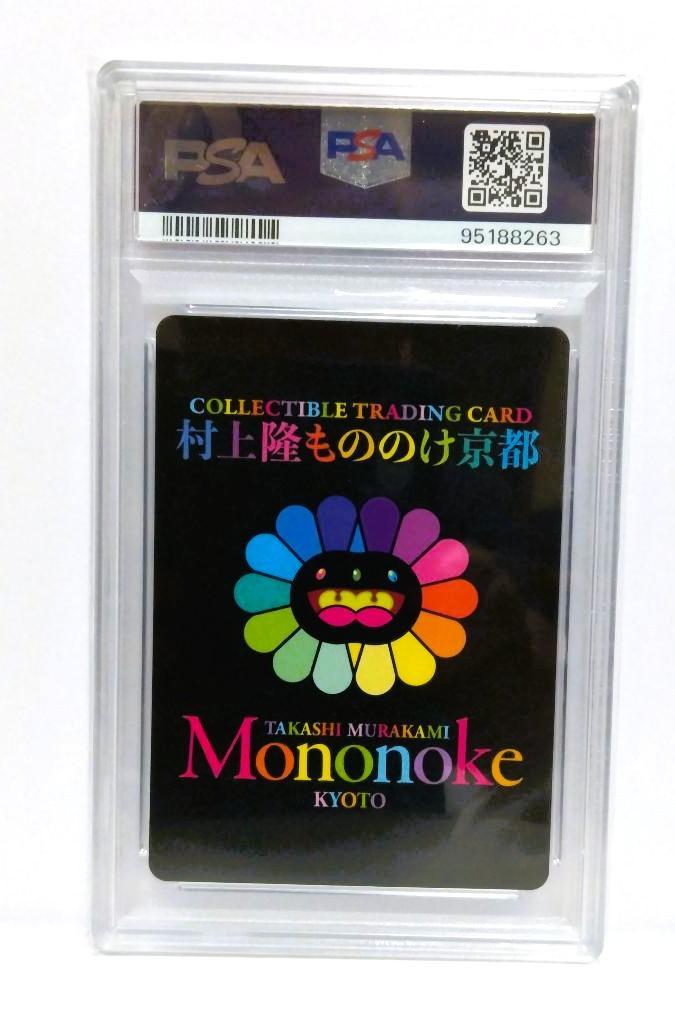 PSA
PSA
95188263
COLLECTIBLE TRADING CARD
村上隆もののけ京都
TAKASHI MURAKAMI
Mononoke
KYOTO